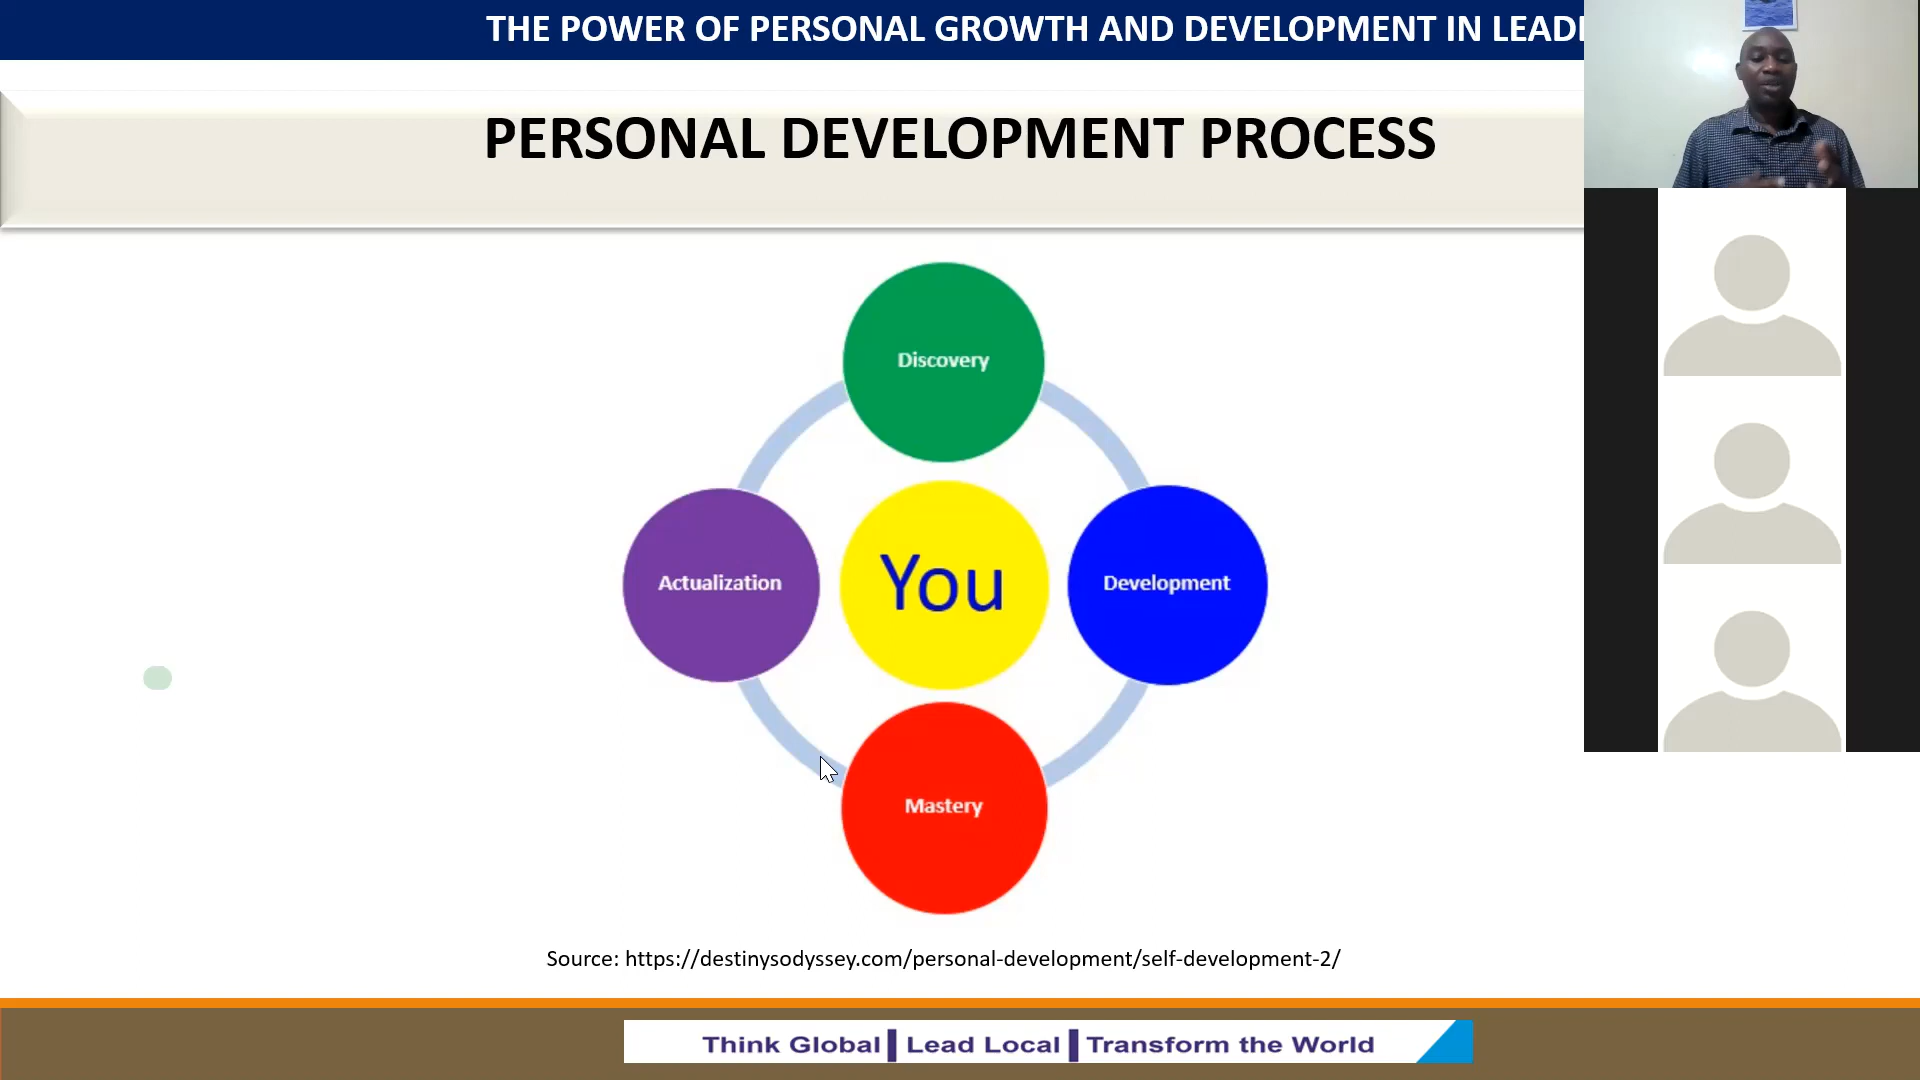 THE POWER OF PERSONAL GROWTH AND DEVELOPMENT IN LEAD
PERSONAL DEVELOPMENT PROCESS
Discovery
Actualization
You
Development
Mastery
Source: https://destinysodyssey.com/personal-development/self-development-2/
Think Global Lead Local Transform the World